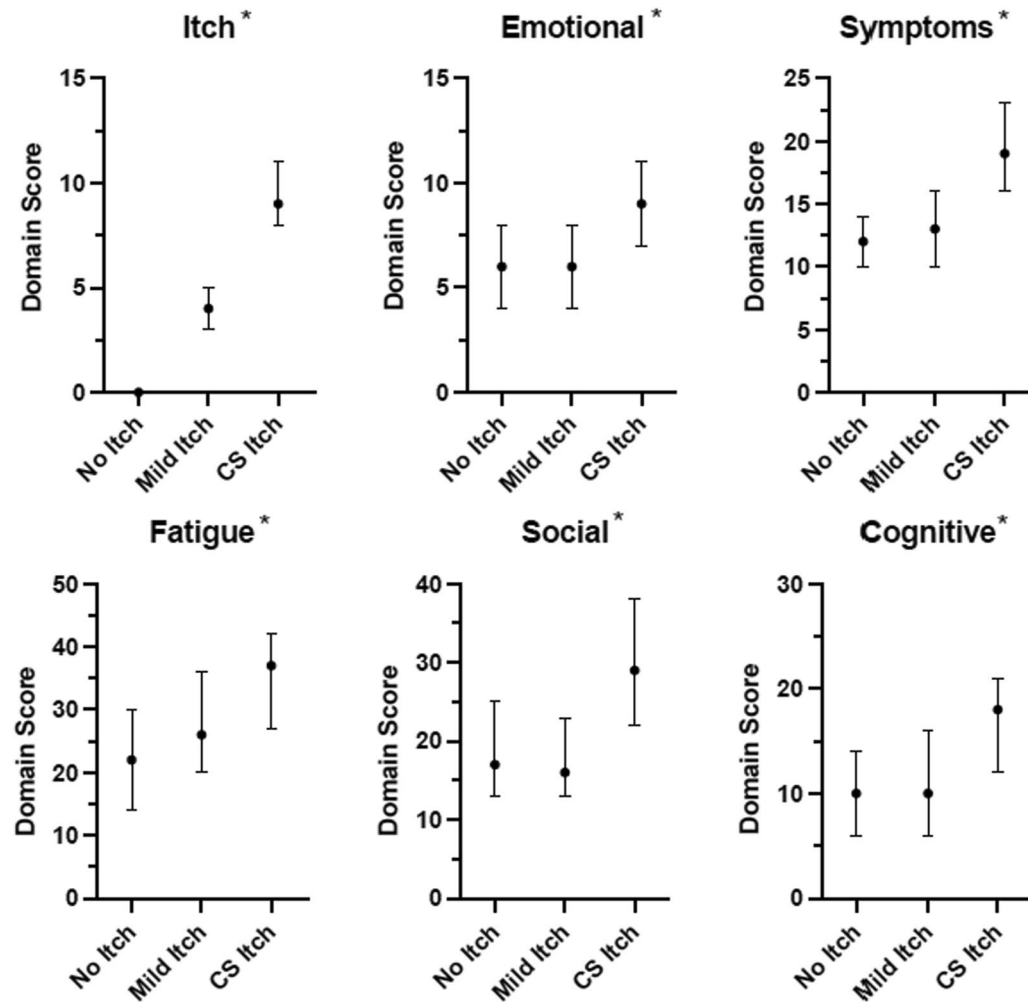 Itch *
Emotional *
Symptoms *
Domain Score
15
10
5
0
No Itch
Mild Itch
CS Itch
Domain Score
15
10
5
0
No Itch
Mild Itch
CS Itch
Domain Score
25
20
15
10
5
0
No Itch
Mild Itch
CS Itch
Fatigue *
Social *
Cognitive *
Domain Score
50
40
30
20
10
0
No Itch
Mild Itch
CS Itch
Domain Score
40
30
20
10
0
No Itch
Mild Itch
CS Itch
Domain Score
30
20
10
0
No Itch
Mild Itch
CS Itch